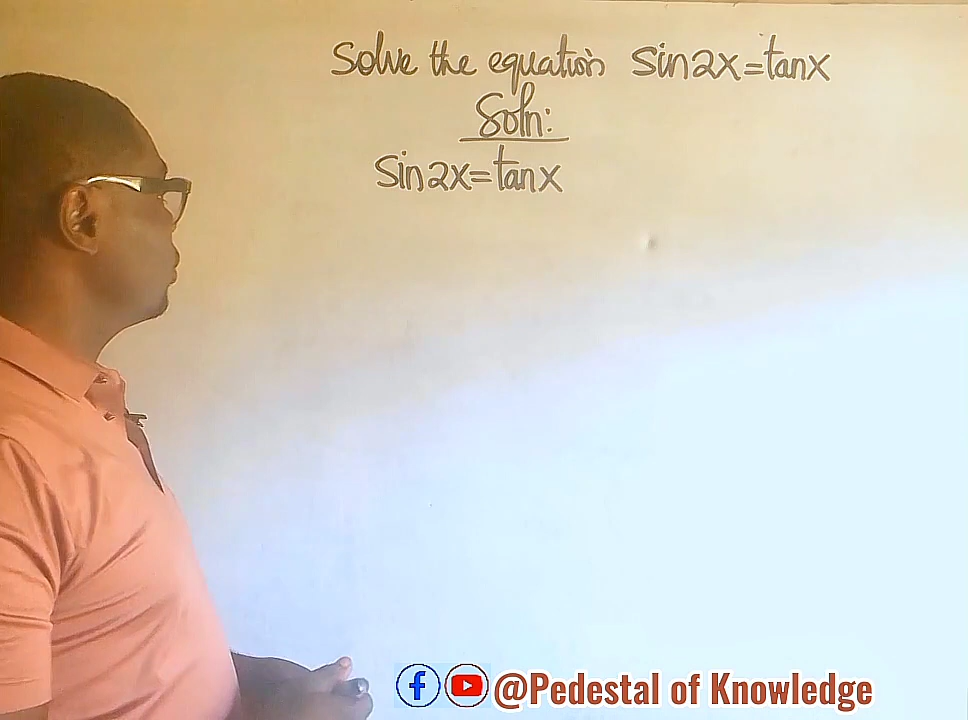 Solve the equation sin2x=tanx
Soln:
sin2x=tanx
@Pedestal of Knowledge